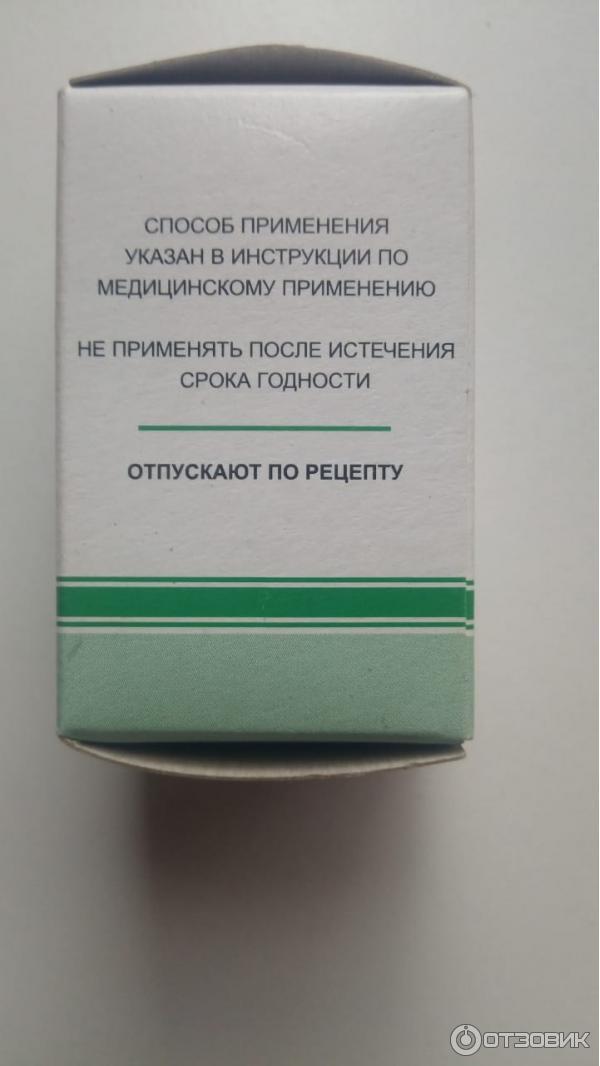 СПОСОБ ПРИМЕНЕНИЯ
УКАЗАН В ИНСТРУКЦИИ ПО
МЕДИЦИНСКОМУ ПРИМЕНЕНИЮ
НЕ ПРИМЕНЯТЬ ПОСЛЕ ИСТЕЧЕНИЯ
СРОКА ГОДНОСТИ
ОТПУСКАЮТ ПО РЕЦЕПТУ
ОТЗОВИК